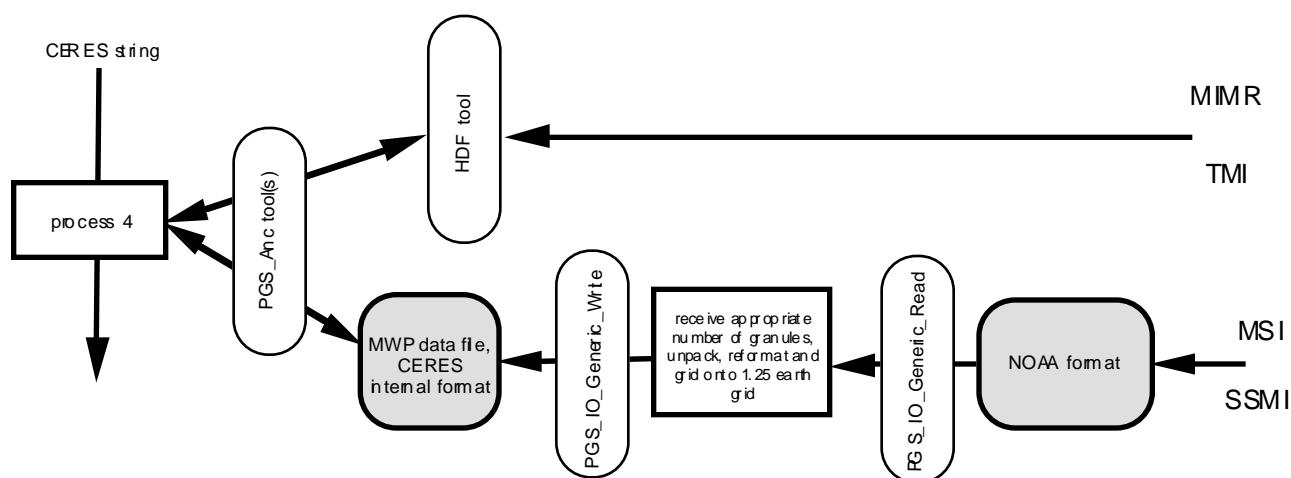 CERES string
process 4
PGS_Anc tool(s)
HDF tool
MIMR
TMI
MWP data file,
CERES
internal format
PGS_IO_Generic_Write
receive appropriate
number of granules,
unpack, reformat and
grid onto 1.25 earth
grid
PGS_IO_Generic_Read
NOAA format
MSI
SSMI